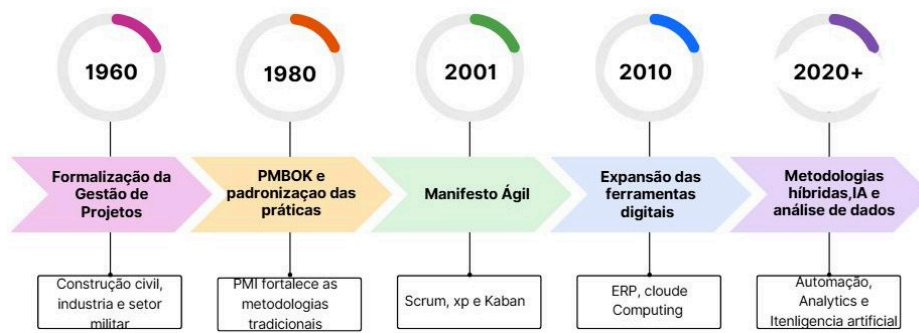 1960
1980
2001
2010
2020+
Formalização da
Gestão de
Projetos
PMBOK e
padronizaçao das
práticas
Manifesto Ágil
Expansão das
ferramentas
digitais
Metodologias
híbridas,IA e
análise de dados
Construção civil,
industria e setor
militar
PMI fortalece as
metodologias
tradicionais
Scrum, xp e Kaban
ERP, cloude
Computing
Automação,
Analytics e
Itenligencia artificial